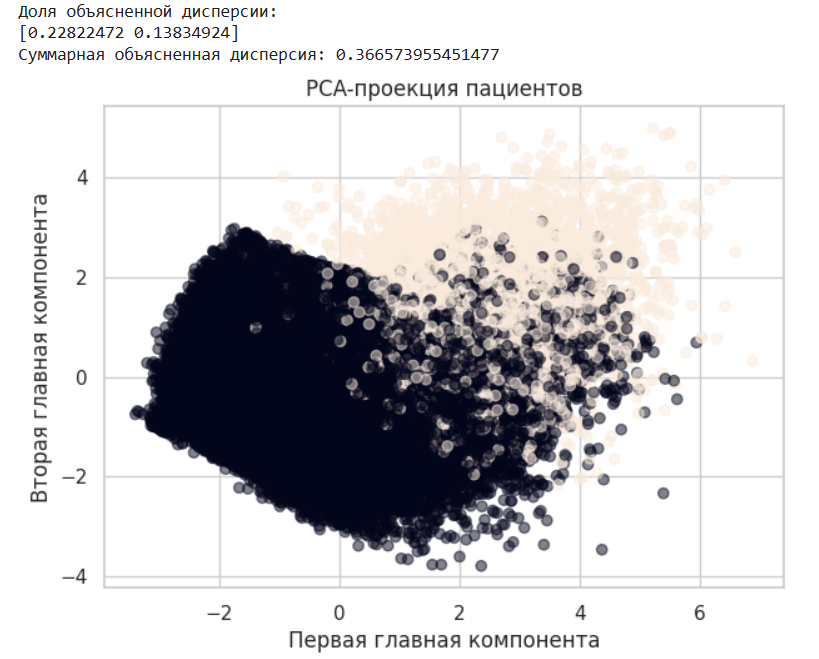 Доля объясненной дисперсии:
[0.22822472 0.13834924]
Суммарная объясненная дисперсия: 0.366573955451477
PCA-проекция пациентов
4
2
0
−2
−4
Вторая главная компонента
−2 0 2 4 6
Первая главная компонента